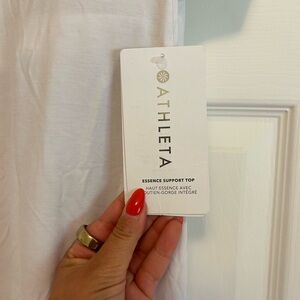 ATHLETA
ESSENCE SUPPORT TOP
HAUT ESSENCE AVEC
SOUTIEN-GORGE INTÉGRÉ